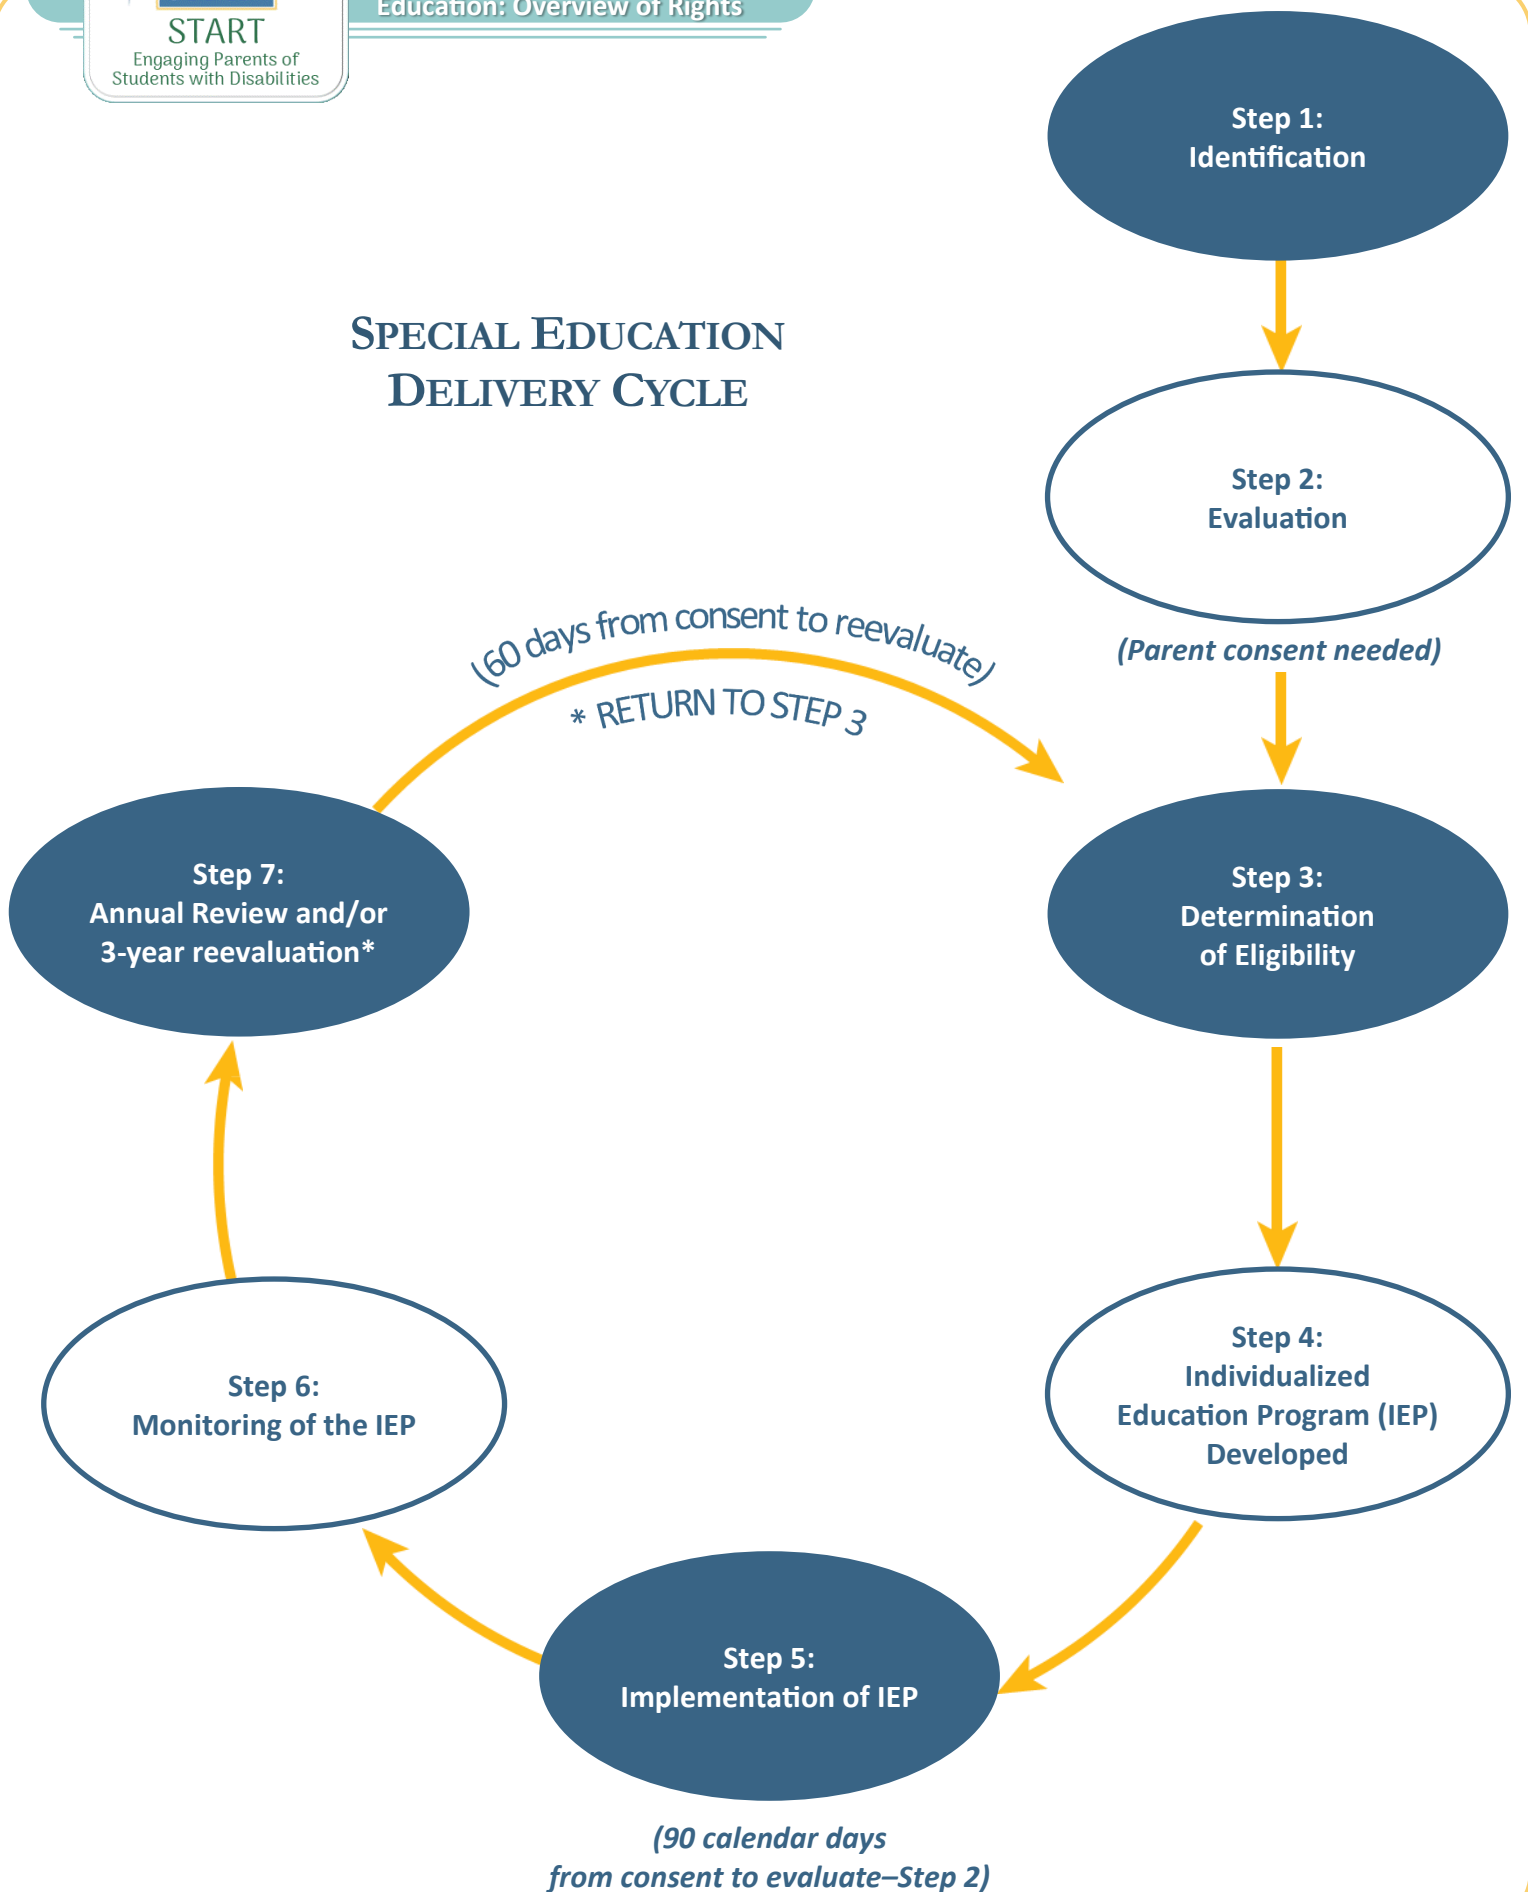 Education: Overview of Rights
START
Engaging Parents of
Students with Disabilities
Step 1:
Identification
SPECIAL EDUCATION
DELIVERY CYCLE
Step 2:
Evaluation
(Parent consent needed)
(60 days from consent to reevaluate)
* RETURN TO STEP 3
Step 3:
Determination
of Eligibility
Step 7:
Annual Review and/or
3-year reevaluation*
Step 4:
Individualized
Education Program (IEP)
Developed
Step 6:
Monitoring of the IEP
Step 5:
Implementation of IEP
(90 calendar days
from consent to evaluate–Step 2)